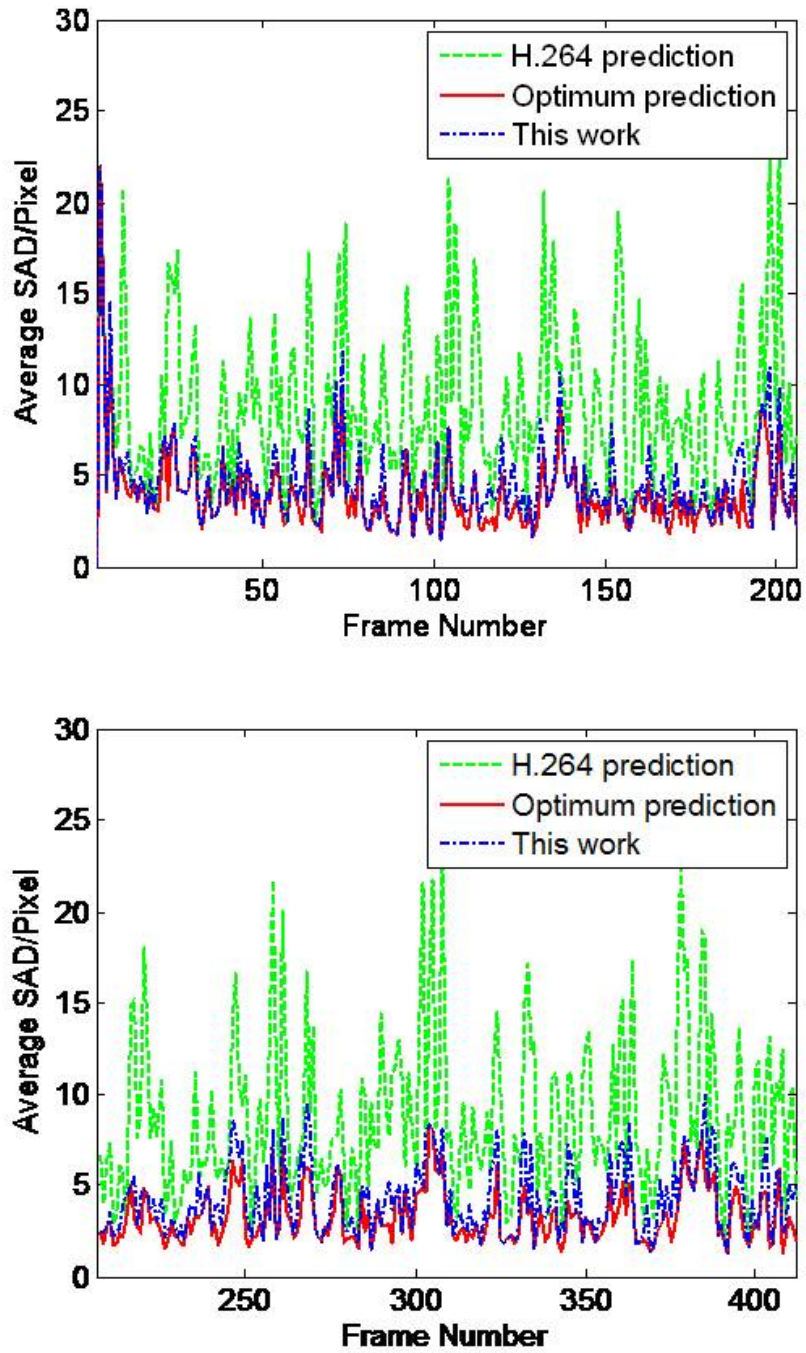 30
25
20
15
10
5
0
Average SAD/Pixel
H.264 prediction
Optimum prediction
This work
50 100 150 200
Frame Number
30
25
20
15
10
5
0
Average SAD/Pixel
H.264 prediction
Optimum prediction
This work
250 300 350 400
Frame Number